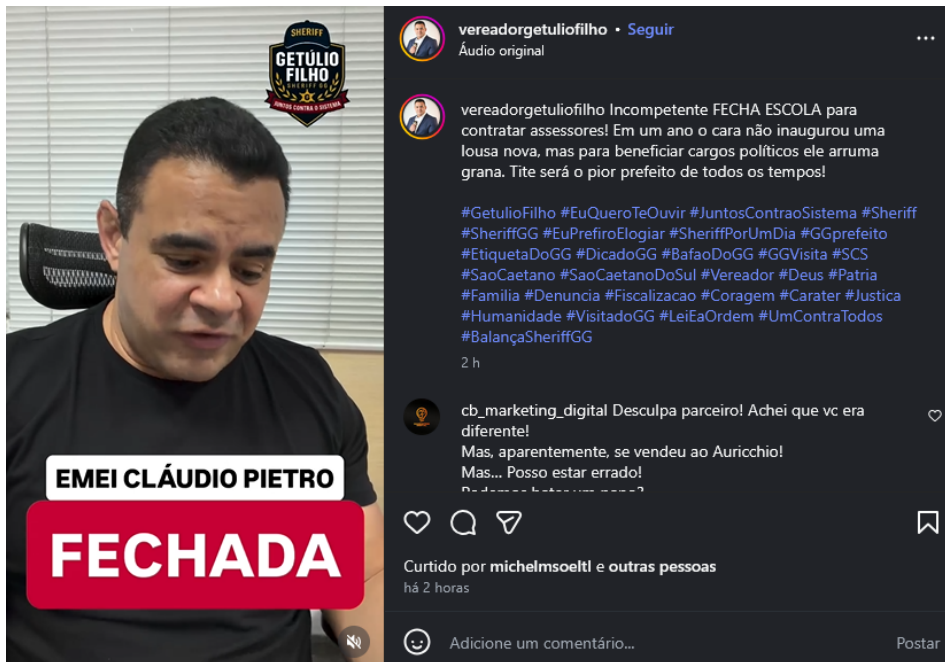 SHERIFF
GETÚLIO
FILHO
SHERIFF GG
JUNTOS CONTRA O SISTEMA
EMEI CLÁUDIO PIETRO
FECHADA
vereadorgetuliofilho • Seguir
Áudio original
vereadorgetuliofilho Incompetente FECHA ESCOLA para
contratar assessores! Em um ano o cara não inaugurou uma
lousa nova, mas para beneficiar cargos políticos ele arruma
grana. Tite será o pior prefeito de todos os tempos!
#GetulioFilho #EuQueroTeOuvir #JuntosContraoSistema #Sheriff
#SheriffGG #EuPrefiroElogiar #SheriffPorUmDia #GGprefeito
#EtiquetaDoGG #DicadoGG #BafaoDoGG #GGVisita #SCS
#SaoCaetano #SaoCaetanoDoSul #Vereador #Deus #Patria
#Familia #Denuncia #Fiscalizacao #Coragem #Carater #Justica
#Humanidade #VisitadoGG #LeiEaOrdem #UmContraTodos
#BalançaSheriffGG
2 h
cb_marketing_digital Desculpa parceiro! Achei que vc era
diferente!
Mas, aparentemente, se vendeu ao Auricchio!
Mas... Posso estar errado!
Curtido por michelmsoeltl e outras pessoas
há 2 horas
Adicione um comentário...
Postar